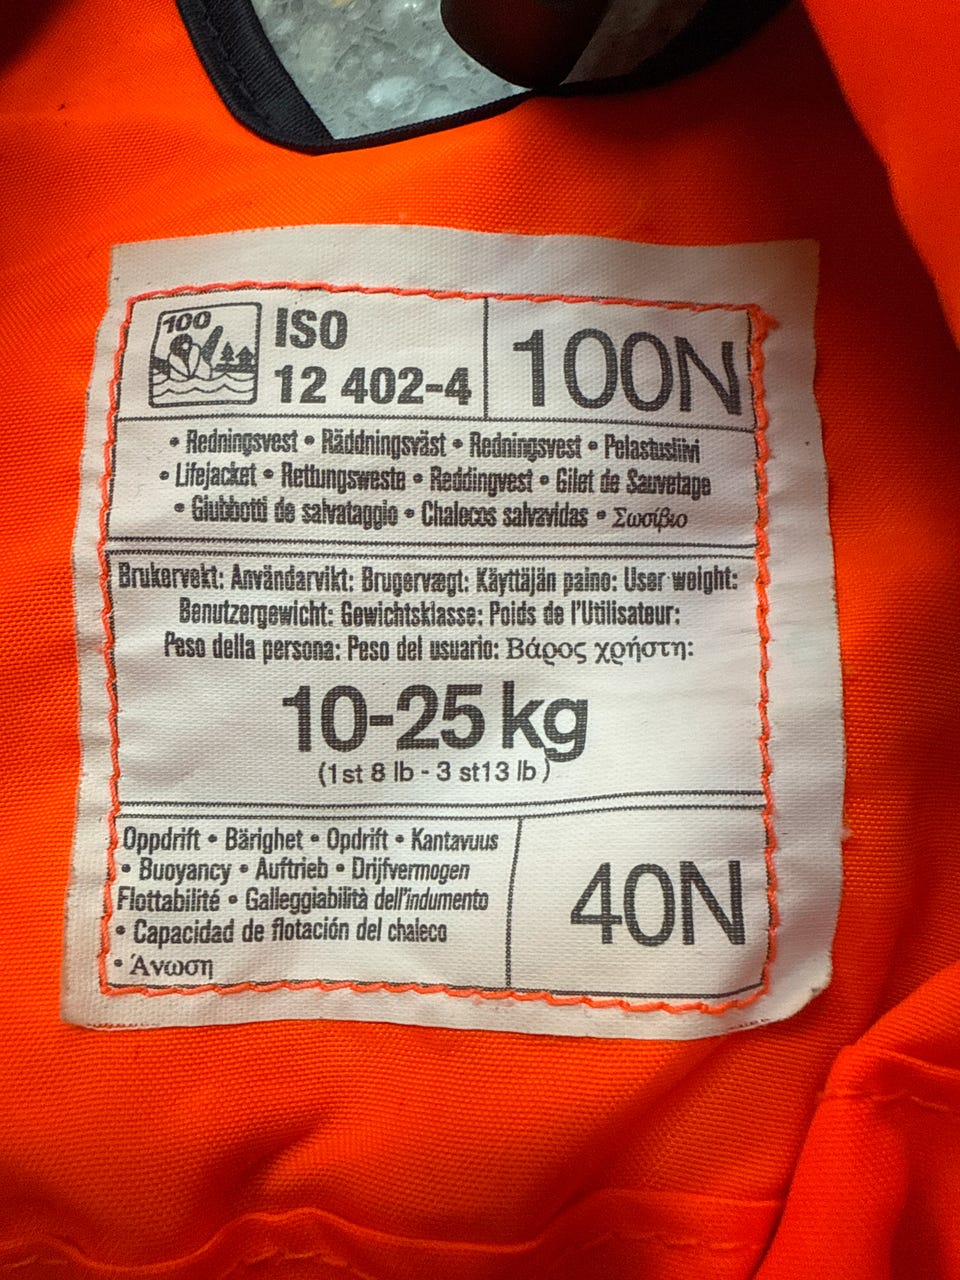 100
ISO
12 402-4
100N
• Redningsvest • Räddningsväst • Redningsvest • Pelastusliivi
• Lifejacket • Rettungsweste • Reddingvest • Gilet de Sauvetage
• Giubbotti de salvataggio • Chalecos salvavidas • Σωσίβιο
Brukervekt: Användarvikt: Brugervægt: Käyttäjän paino: User weight:
Benutzergewicht: Gewichtsklasse: Poids de l'Utilisateur:
Peso della persona: Peso del usuario: Βάρος χρήστη:
10-25 kg
(1st 8 lb - 3 st13 lb)
Oppdrift • Bärighet • Opdrift • Kantavuus
• Buoyancy • Auftrieb • Drijfvermogen
Flottabilité • Galleggiabilità dell'indumento
• Capacidad de flotación del chaleco
• Άνωση
40N